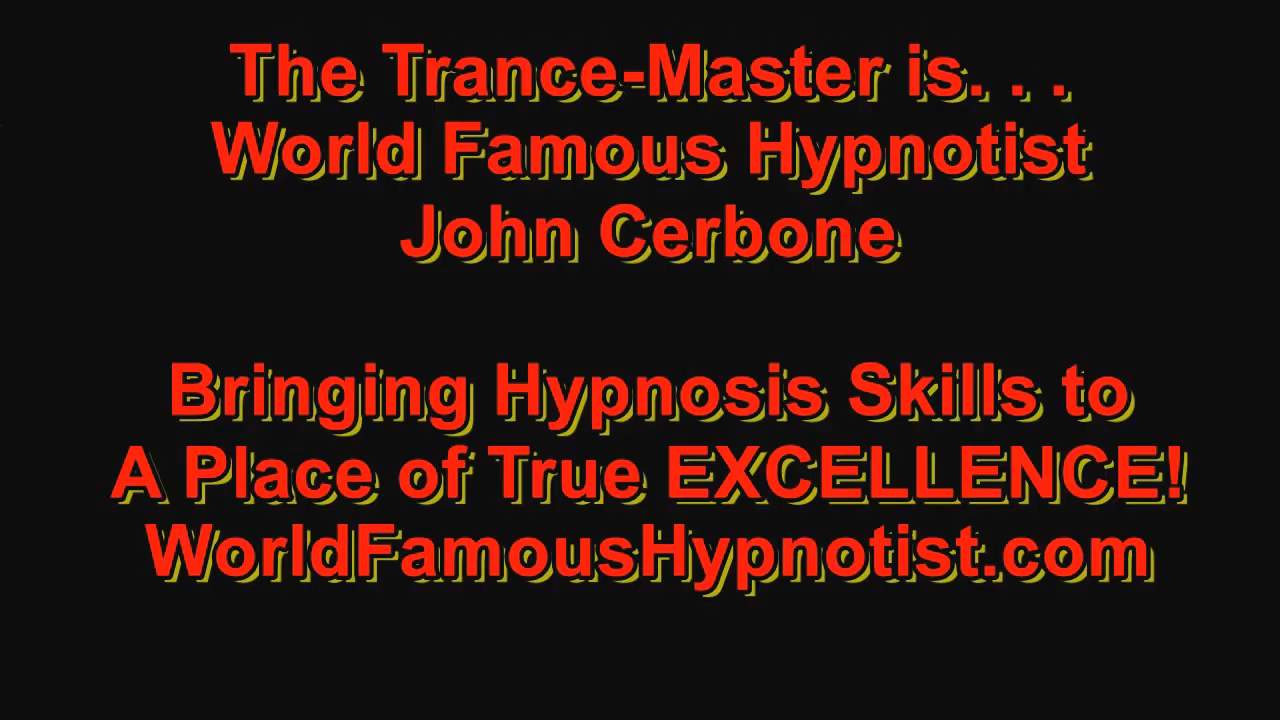 The Trance-Master is. . .
World Famous Hypnotist
John Cerbone
Bringing Hypnosis Skills to
A Place of True EXCELLENCE!
WorldFamousHypnotist.com